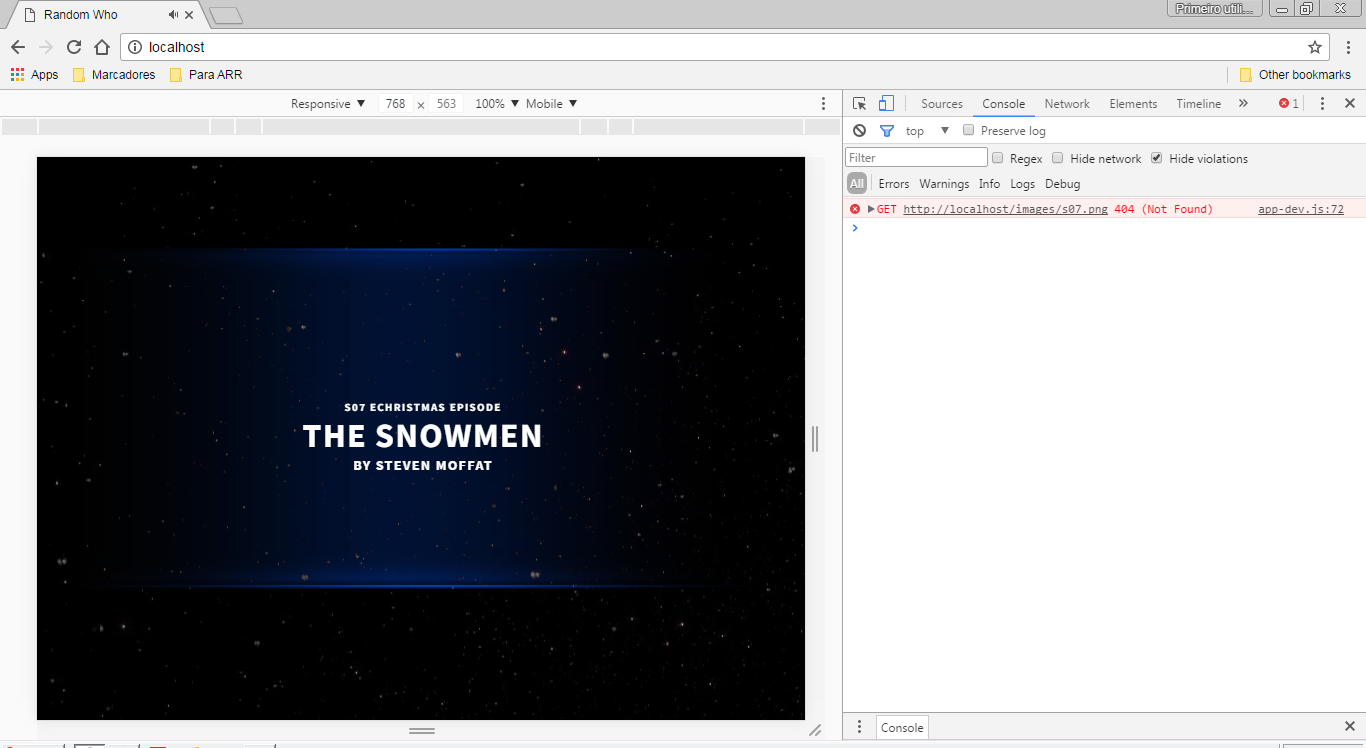 Random Who
Primeiro utili...
localhost
Apps Marcadores Para ARR Other bookmarks
Responsive ▼ 768 × 563 100% ▼ Mobile ▼
Sources Console Network Elements Timeline » 1
top ▼ Preserve log
Filter Regex Hide network Hide violations
All Errors Warnings Info Logs Debug
GET http://localhost/images/s07.png 404 (Not Found) app-dev.js:72
S07 ECHRISTMAS EPISODE
THE SNOWMEN
BY STEVEN MOFFAT
Console